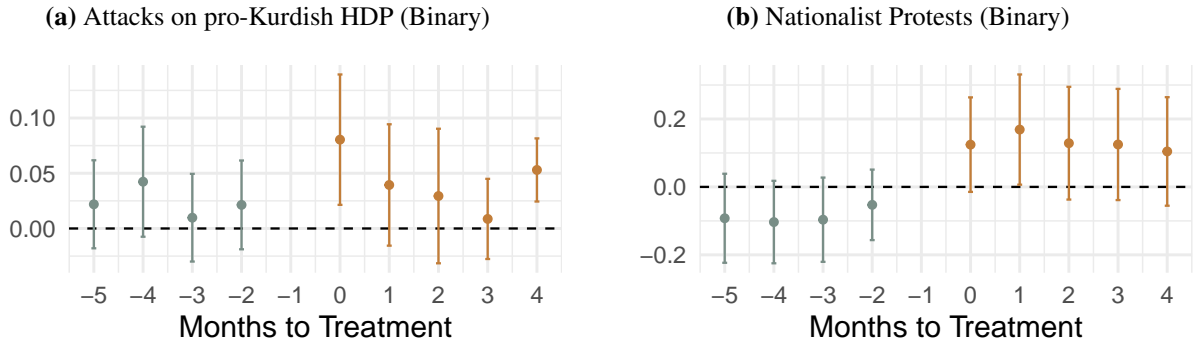 (a) Attacks on pro-Kurdish HDP (Binary)
0.10
0.05
0.00
−5 −4 −3 −2 −1 0 1 2 3 4
Months to Treatment
(b) Nationalist Protests (Binary)
0.2
0.0
−0.2
−5 −4 −3 −2 −1 0 1 2 3 4
Months to Treatment